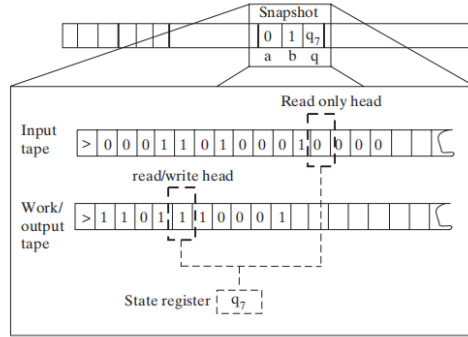 Snapshot
0 1 q7
a b q
Read only head
Input
tape
> 0 0 0 1 1 0 1 0 0 0 1 0 0 0 0
read/write head
Work/
output
tape
> 1 1 0 1 1 1 0 0 0 1
State register q7